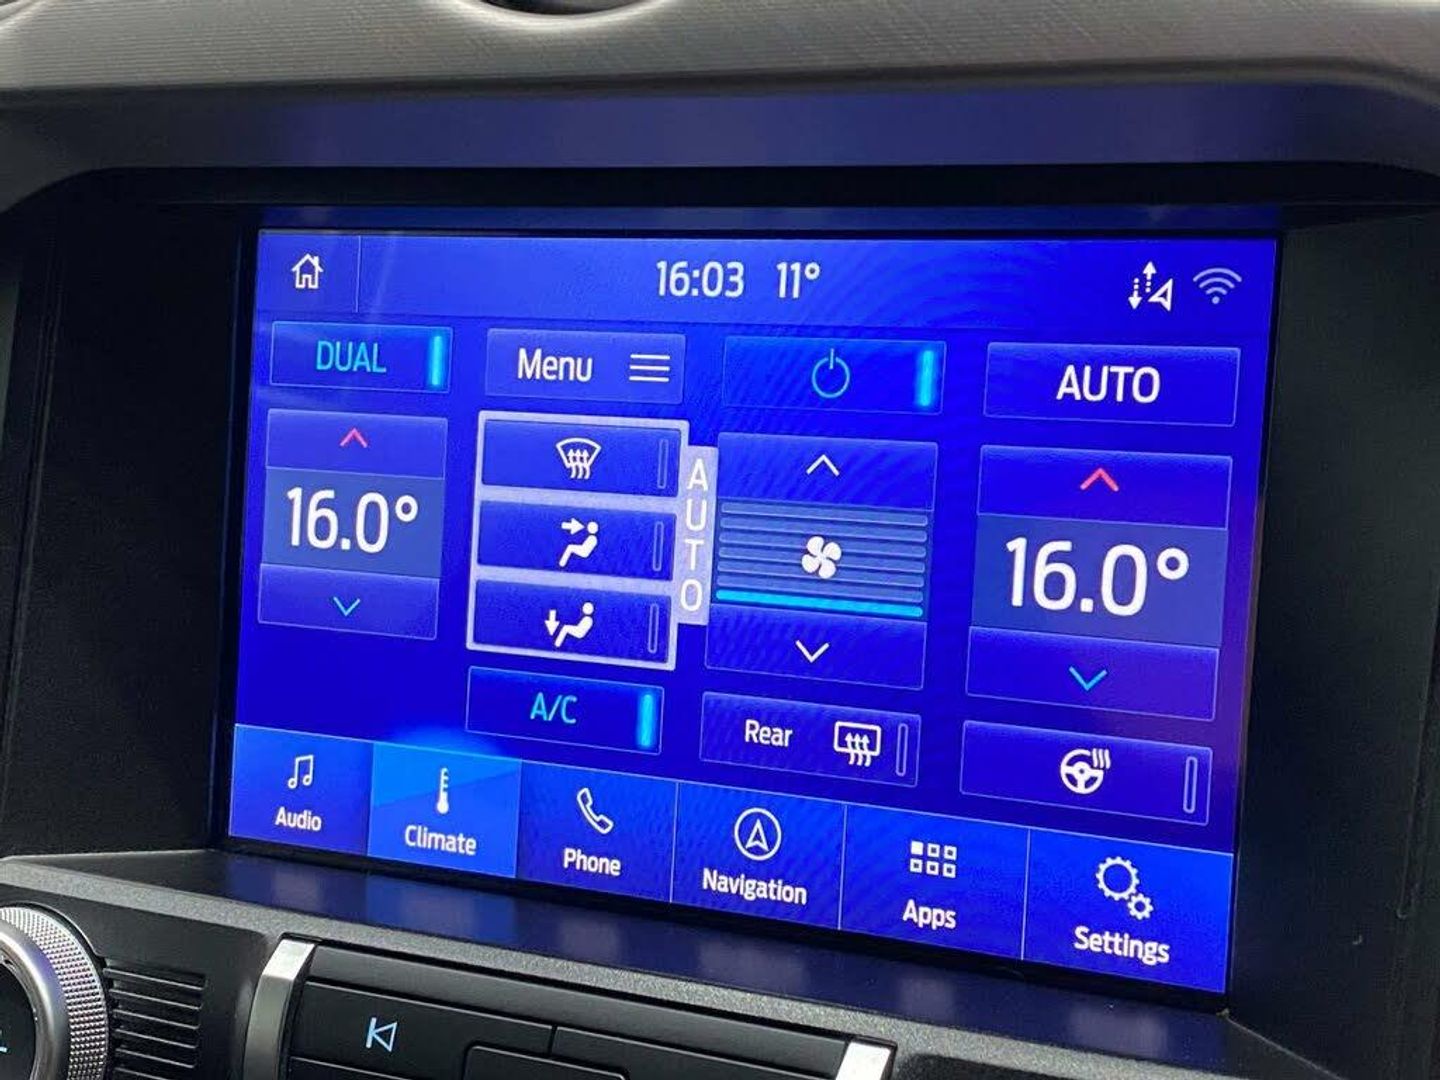 16:03 11°
DUAL
Menu
AUTO
16.0°
AUTO
16.0°
A/C
Rear
Audio
Climate
Phone
Navigation
Apps
Settings